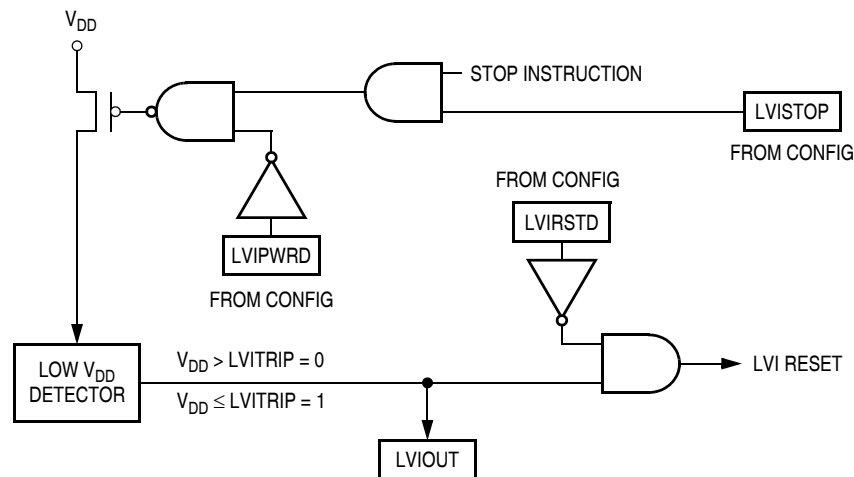 VDD
STOP INSTRUCTION
LVISTOP
FROM CONFIG
FROM CONFIG
LVIRSTD
LVIPWRD
FROM CONFIG
LOW VDD
DETECTOR
VDD > LVITRIP = 0
VDD ≤ LVITRIP = 1
LVI RESET
LVIOUT